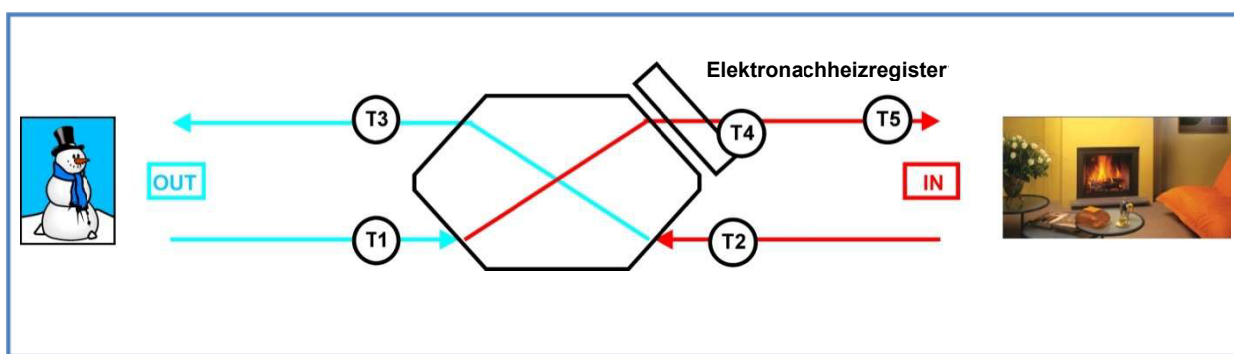 Elektronachheizregister
T3
T4
T5
OUT
IN
T1
T2